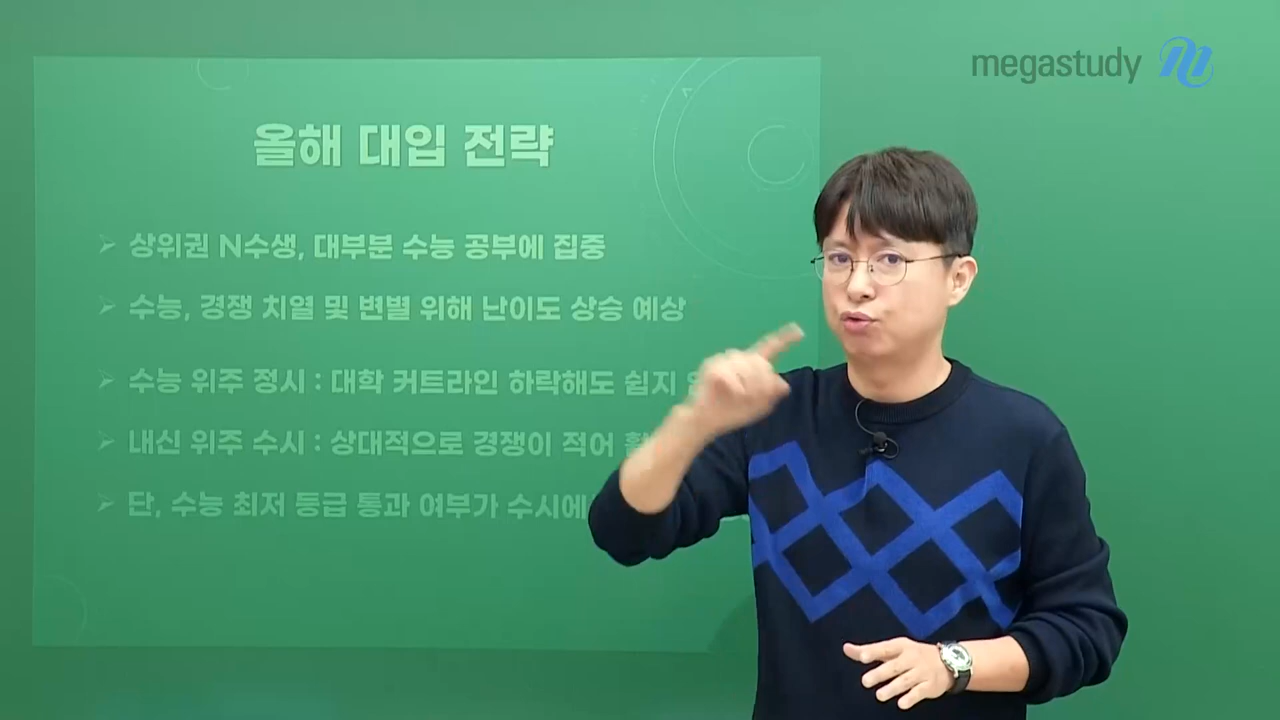 megastudy
올해 대입 전략
상위권 N수생, 대부분 수능 공부에 집중
수능, 경쟁 치열 및 변별 위해 난이도 상승 예상
수능 위주 정시 : 대학 커트라인 하락해도 쉽지
내신 위주 수시 : 상대적으로 경쟁이 적어
단, 수능 최저 등급 통과 여부가 수시에